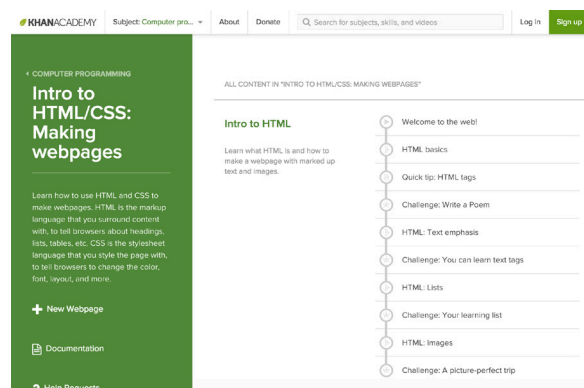 KHANACADEMY
Subject: Computer pro...
About
Donate
Search for subjects, skills, and videos
Log in
Sign up
COMPUTER PROGRAMMING
Intro to
HTML/CSS:
Making
webpages
Learn how to use HTML and CSS to
make webpages. HTML is the markup
language that you surround content
with, to tell browsers about headings,
lists, tables, etc. CSS is the stylesheet
language that you style the page with,
to tell browsers to change the color,
font, layout, and more.
New Webpage
Documentation
Help Requests
ALL CONTENT IN "INTRO TO HTML/CSS: MAKING WEBPAGES"
Intro to HTML
Learn what HTML is and how to
make a webpage with marked up
text and images.
Welcome to the web!
HTML basics
Quick tip: HTML tags
Challenge: Write a Poem
HTML: Text emphasis
Challenge: You can learn text tags
HTML: Lists
Challenge: Your learning list
HTML: Images
Challenge: A picture-perfect trip